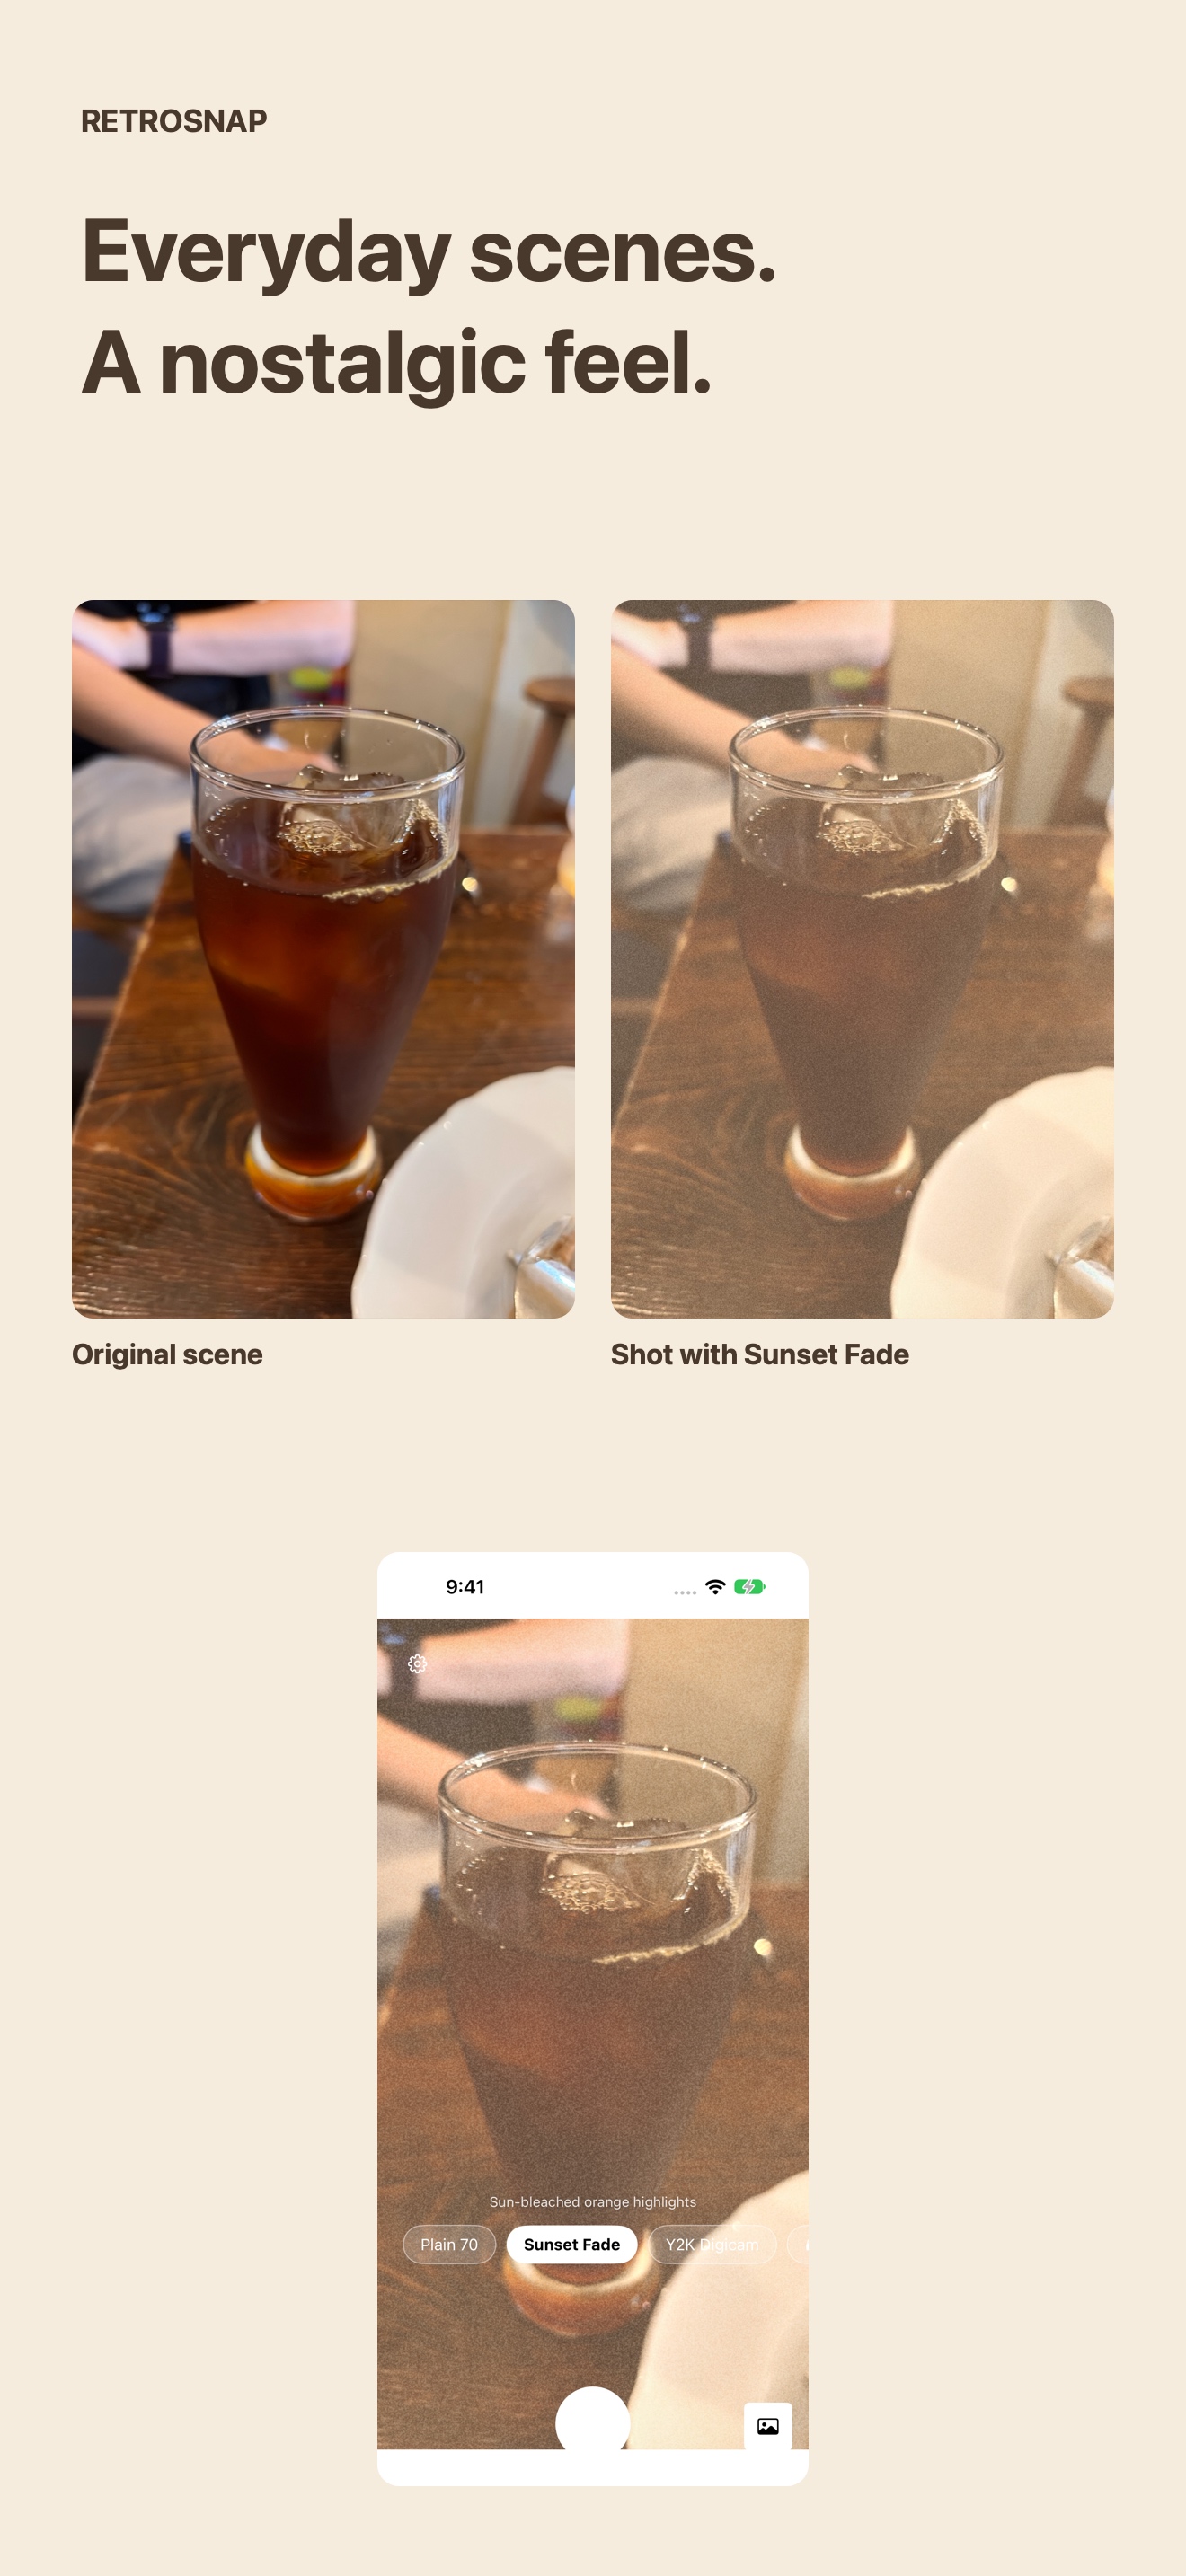 RETROSNAP
Everyday scenes.
A nostalgic feel.
Original scene
Shot with Sunset Fade
9:41
Sun-bleached orange highlights
Plain 70
Sunset Fade
Y2K Digicam